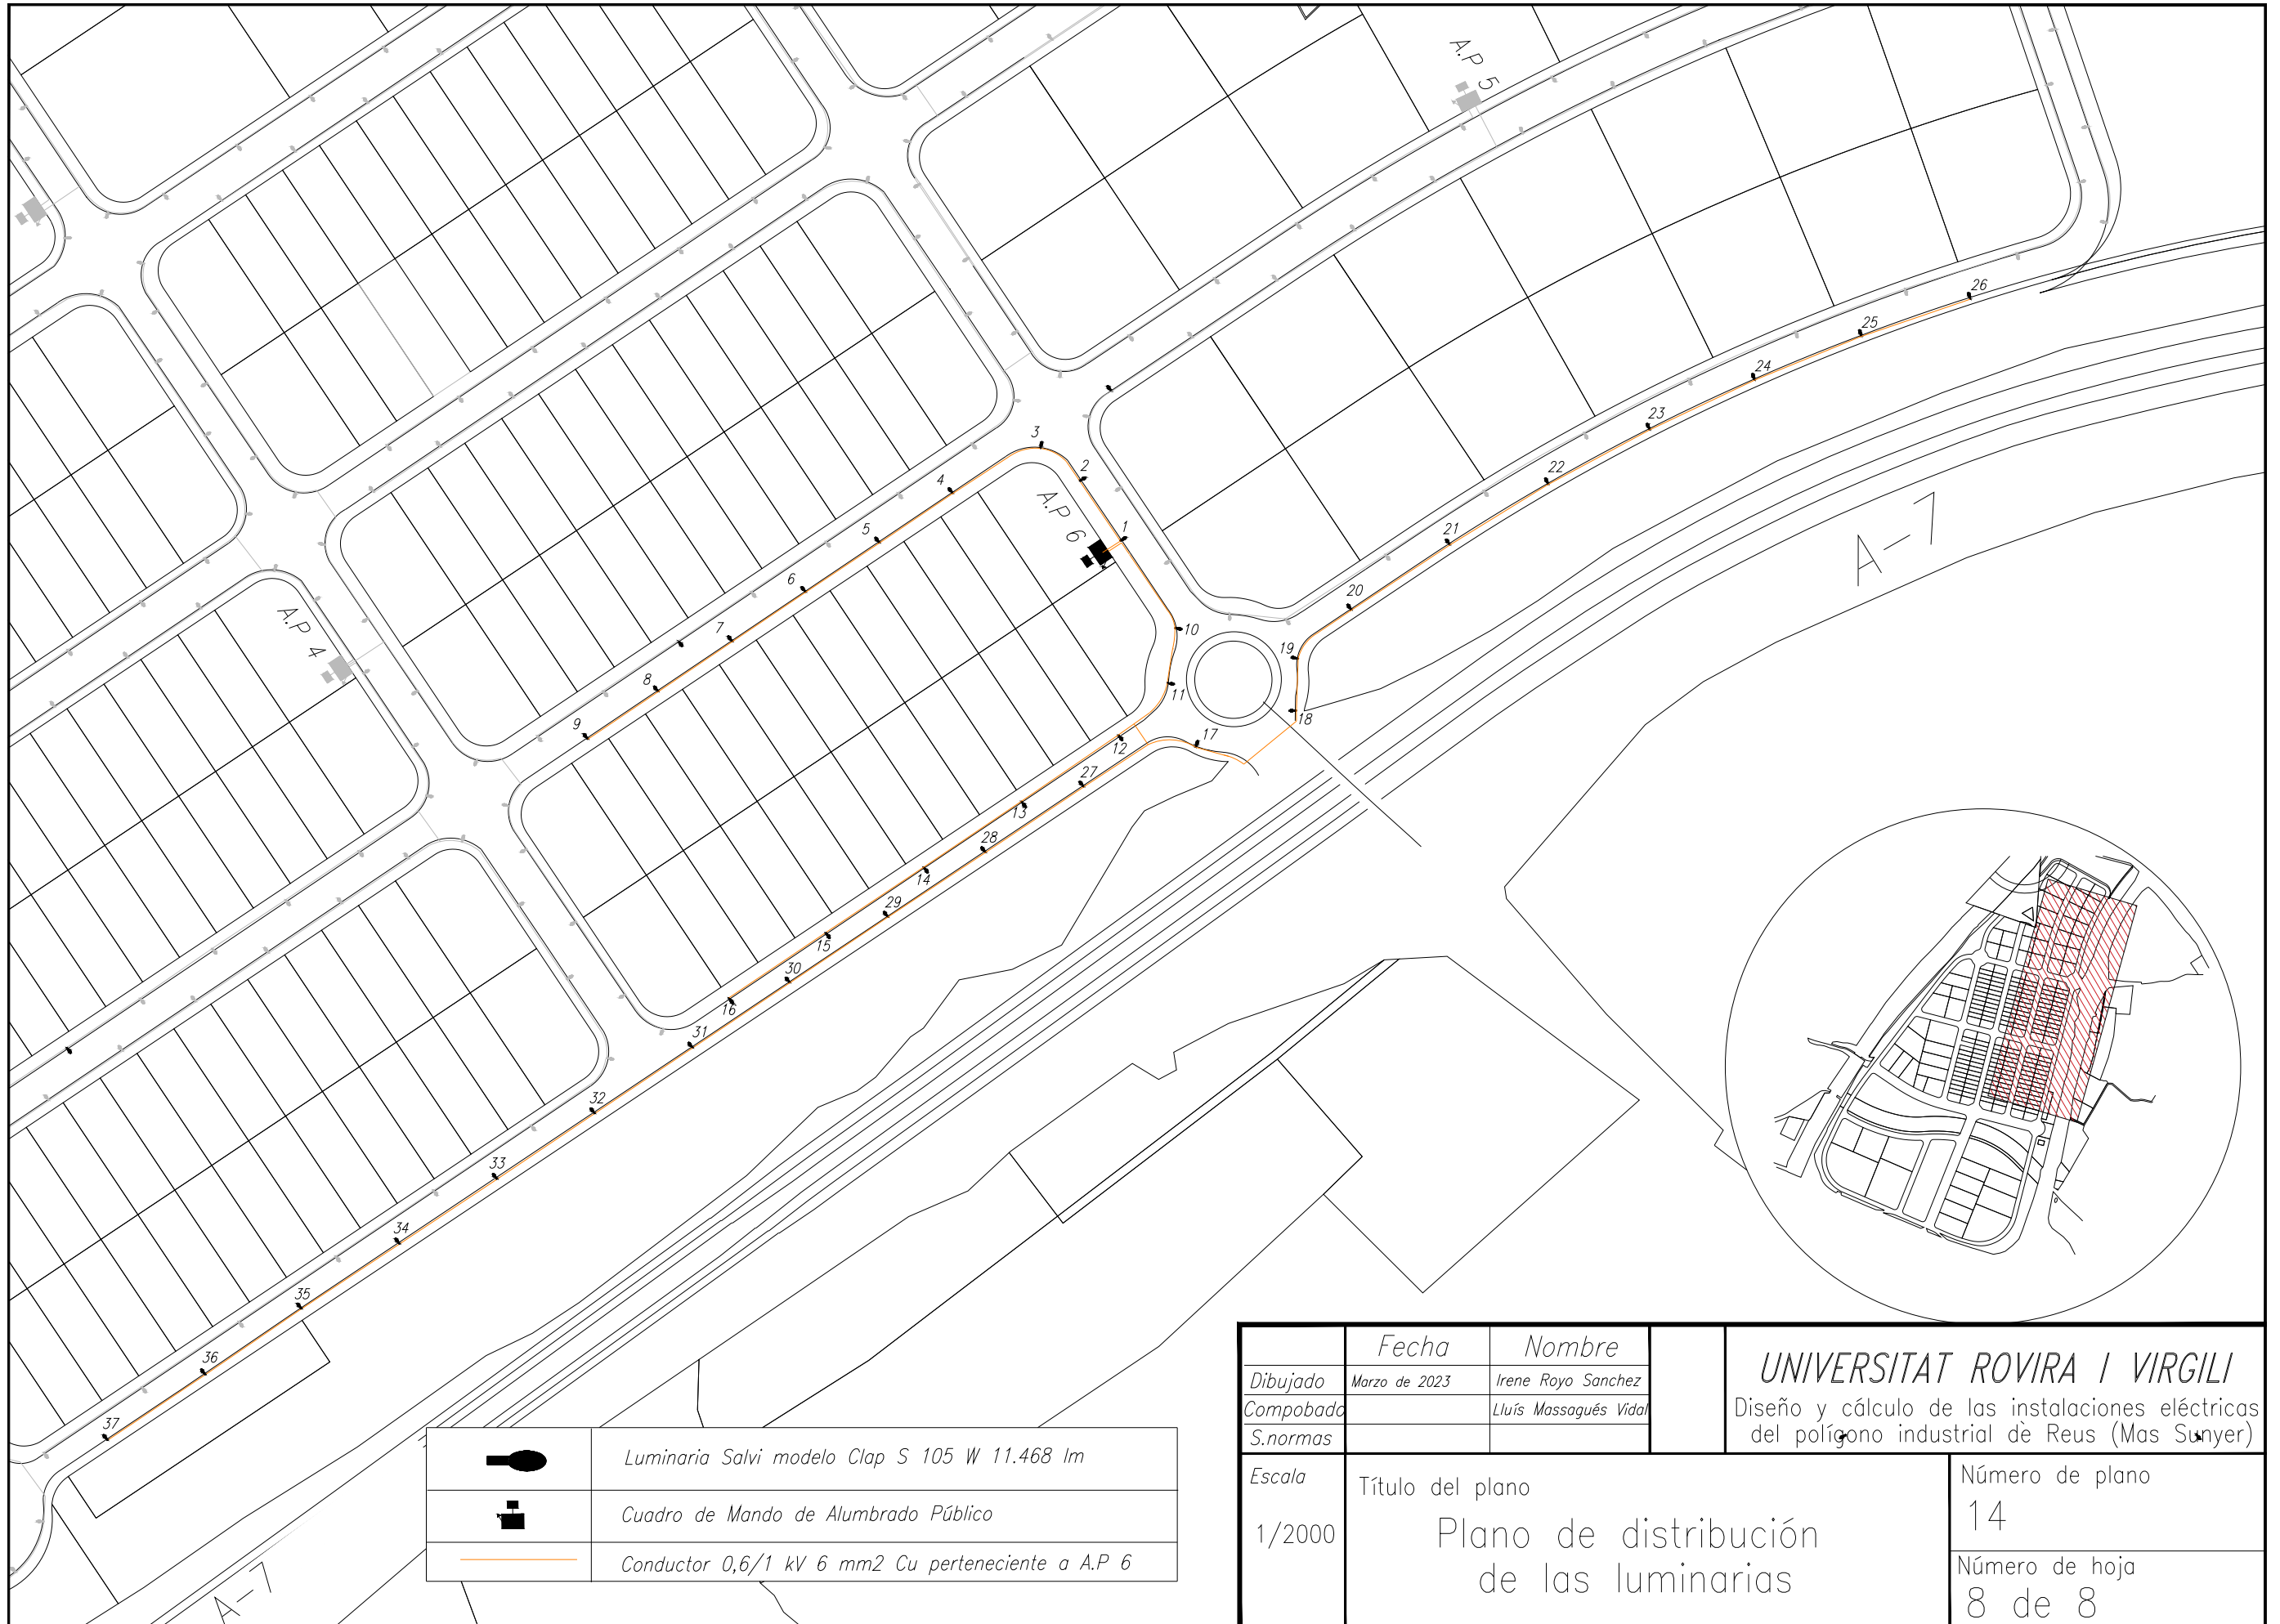 A.P 5
26
25
24
23
22
21
20
3
2
4
1
A.P 6
5
6
7
8
9
10
11
19
18
17
12
27
13
28
14
29
15
30
16
31
32
33
34
35
36
37
A.P 4
A-7
A-7
Luminaria Salvi modelo Clap S 105 W 11.468 lm
Cuadro de Mando de Alumbrado Público
Conductor 0,6/1 kV 6 mm2 Cu perteneciente a A.P 6
Fecha
Nombre
Dibujado
Marzo de 2023
Irene Royo Sanchez
Compobado
Lluís Massagués Vidal
S.normas
UNIVERSITAT ROVIRA I VIRGILI
Diseño y cálculo de las instalaciones eléctricas
del polígono industrial de Reus (Mas Sunyer)
Escala
1/2000
Título del plano
Plano de distribución
de las luminarias
Número de plano
14
Número de hoja
8 de 8